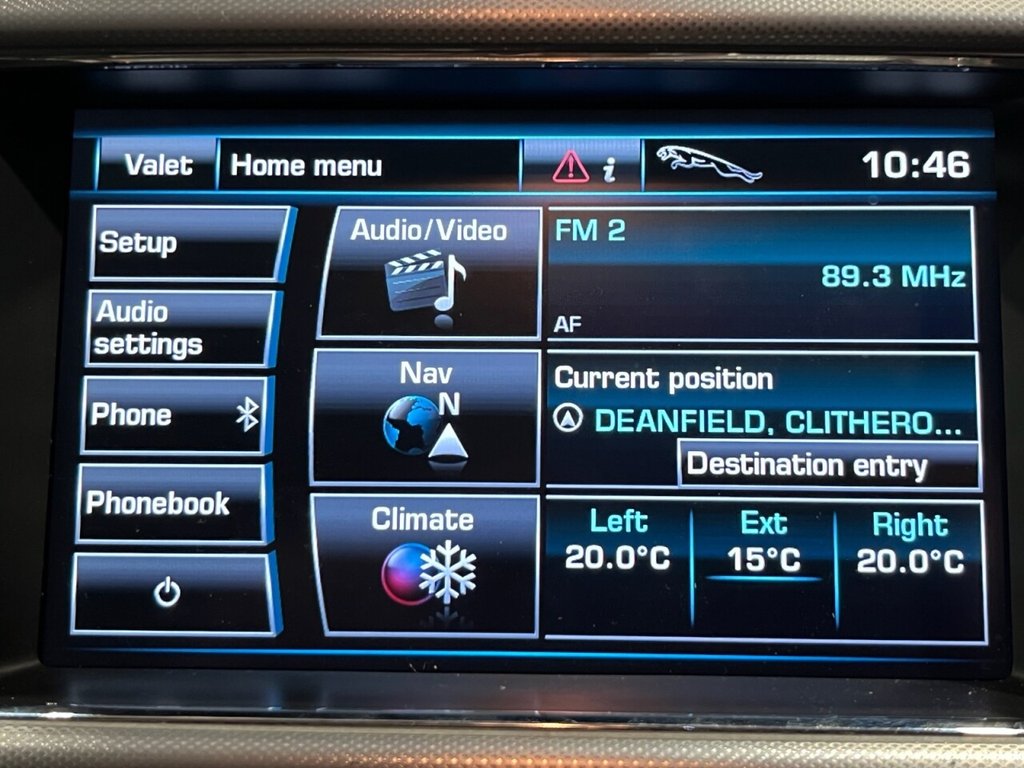 Valet
Home menu
i
10:46
Setup
Audio
settings
Phone
Phonebook
Audio/Video
FM 2
89.3 MHz
AF
Nav
N
Current position
DEANFIELD, CLITHERO...
Destination entry
Climate
Left
20.0°C
Ext
15°C
Right
20.0°C